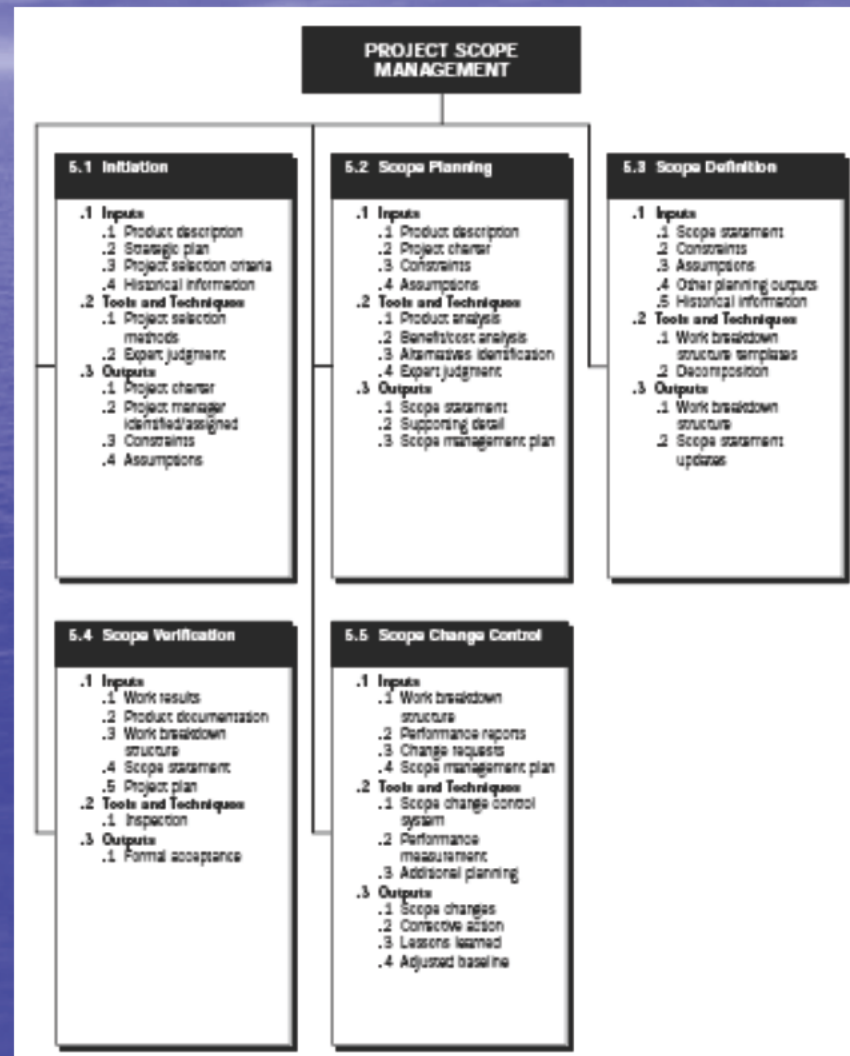 PROJECT SCOPE
MANAGEMENT
5.1 Initiation
.1 Inputs
.1 Product description
.2 Strategic plan
.3 Project selection criteria
.4 Historical information
.2 Tools and Techniques
.1 Project selection
methods
.2 Expert judgment
.3 Outputs
.1 Project charter
.2 Project manager
identified/assigned
.3 Constraints
.4 Assumptions
5.2 Scope Planning
.1 Inputs
.1 Product description
.2 Project charter
.3 Constraints
.4 Assumptions
.2 Tools and Techniques
.1 Product analysis
.2 Benefit/cost analysis
.3 Alternatives identification
.4 Expert judgment
.3 Outputs
.1 Scope statement
.2 Supporting detail
.3 Scope management plan
5.3 Scope Definition
.1 Inputs
.1 Scope statement
.2 Constraints
.3 Assumptions
.4 Other planning outputs
.5 Historical information
.2 Tools and Techniques
.1 Work breakdown
structure templates
.2 Decomposition
.3 Outputs
.1 Work breakdown
structure
.2 Scope statement
updates
5.4 Scope Verification
.1 Inputs
.1 Work results
.2 Product documentation
.3 Work breakdown
structure
.4 Scope statement
.5 Project plan
.2 Tools and Techniques
.1 Inspection
.3 Outputs
.1 Formal acceptance
5.5 Scope Change Control
.1 Inputs
.1 Work breakdown
structure
.2 Performance reports
.3 Change requests
.4 Scope management plan
.2 Tools and Techniques
.1 Scope change control
system
.2 Performance
measurement
.3 Additional planning
.3 Outputs
.1 Scope changes
.2 Corrective action
.3 Lessons learned
.4 Adjusted baseline